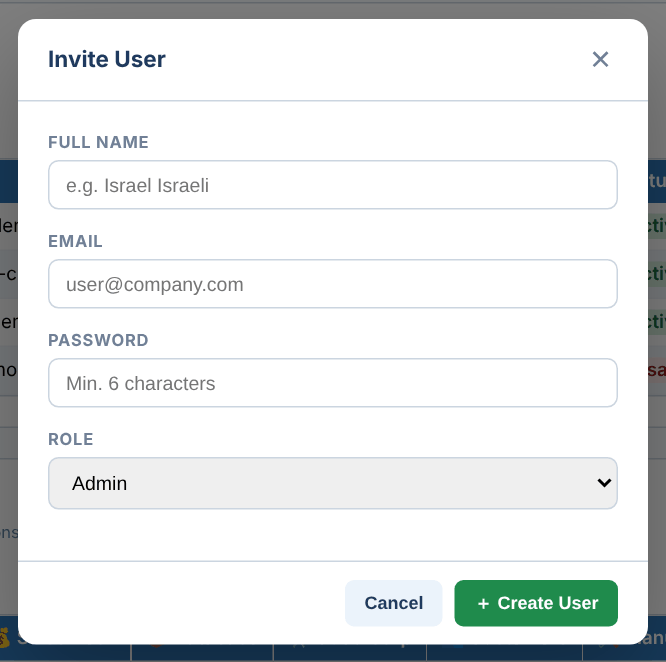 Invite User ✕
FULL NAME
e.g. Israel Israeli
EMAIL
user@company.com
PASSWORD
Min. 6 characters
ROLE
Admin
Cancel + Create User